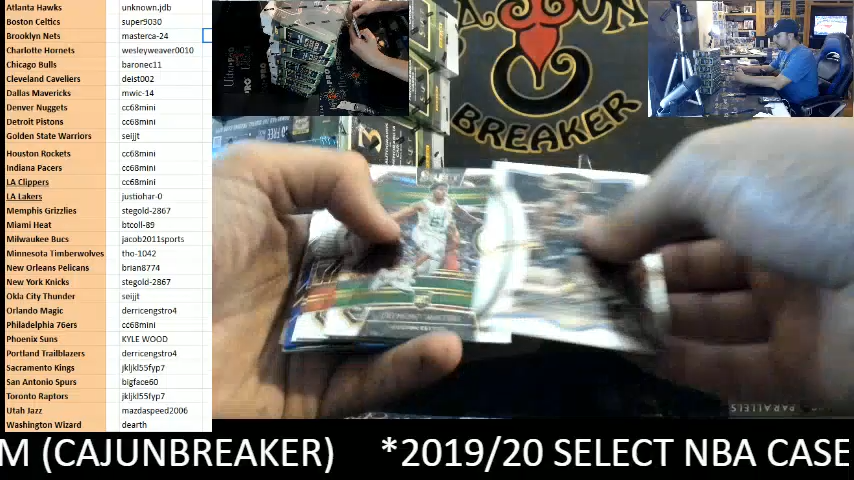 Atlanta Hawks unknown.jdb
Boston Celtics super9030
Brooklyn Nets masterca-24
Charlotte Hornets wesleyweaver0010
Chicago Bulls baronec11
Cleveland Cavaliers deist002
Dallas Mavericks mwic-14
Denver Nuggets cc68mini
Detroit Pistons cc68mini
Golden State Warriors seijjt
Houston Rockets cc68mini
Indiana Pacers cc68mini
LA Clippers cc68mini
LA Lakers justiohar-0
Memphis Grizzlies stegold-2867
Miami Heat btcoll-89
Milwaukee Bucs jacob2011sports
Minnesota Timberwolves tho-1042
New Orleans Pelicans brian8774
New York Knicks stegold-2867
Okla City Thunder seijjt
Orlando Magic derricengstro4
Philadelphia 76ers cc68mini
Phoenix Suns KYLE WOOD
Portland Trailblazers derricengstro4
Sacramento Kings jkljkl55fyp7
San Antonio Spurs bigface60
Toronto Raptors jkljkl55fyp7
Utah Jazz mazdaspeed2006
Washington Wizard dearth
BREAKER
PARALLELS
M (CAJUNBREAKER) *2019/20 SELECT NBA CASE